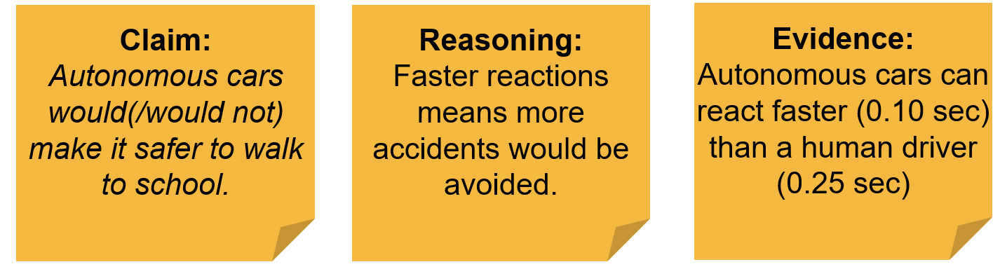 Claim:
Autonomous cars
would(/would not)
make it safer to walk
to school.
Reasoning:
Faster reactions
means more
accidents would be
avoided.
Evidence:
Autonomous cars can
react faster (0.10 sec)
than a human driver
(0.25 sec)